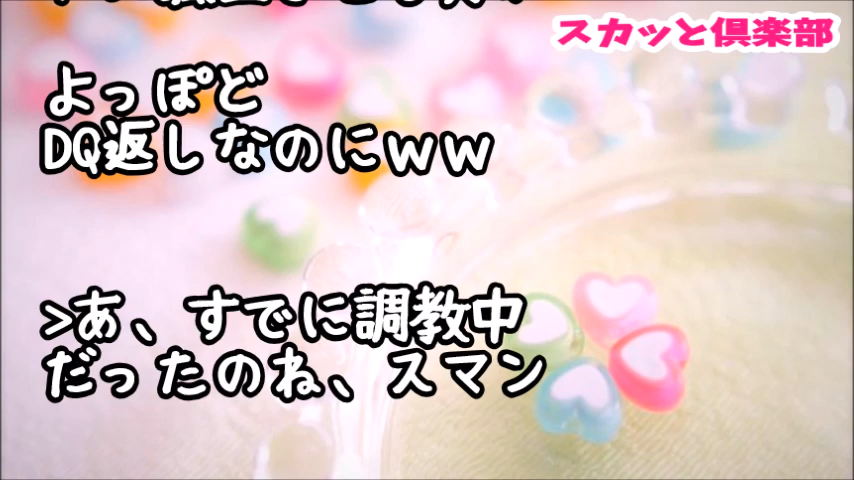 スカッと倶楽部
よっぽど
DQ返しなのにｗｗ
>あ、すでに調教中
だったのね、スマン